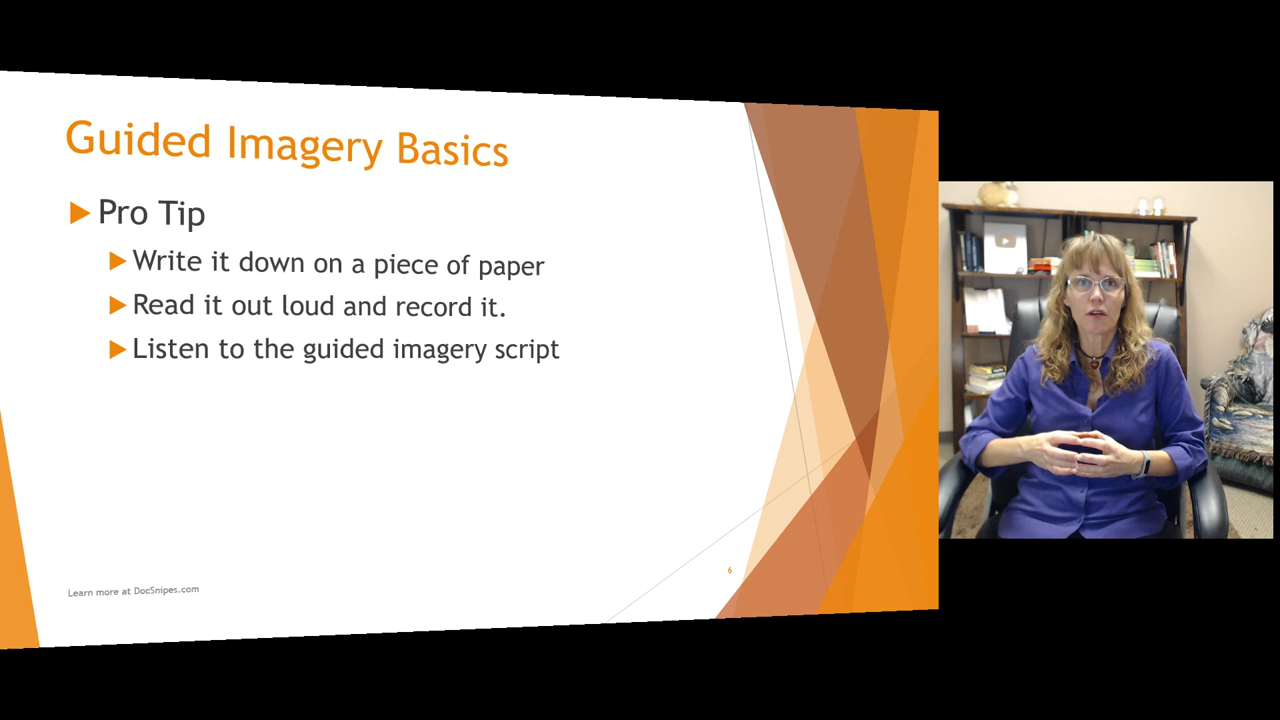 Guided Imagery Basics
Pro Tip
Write it down on a piece of paper
Read it out loud and record it.
Listen to the guided imagery script
6
Learn more at DocSnipes.com